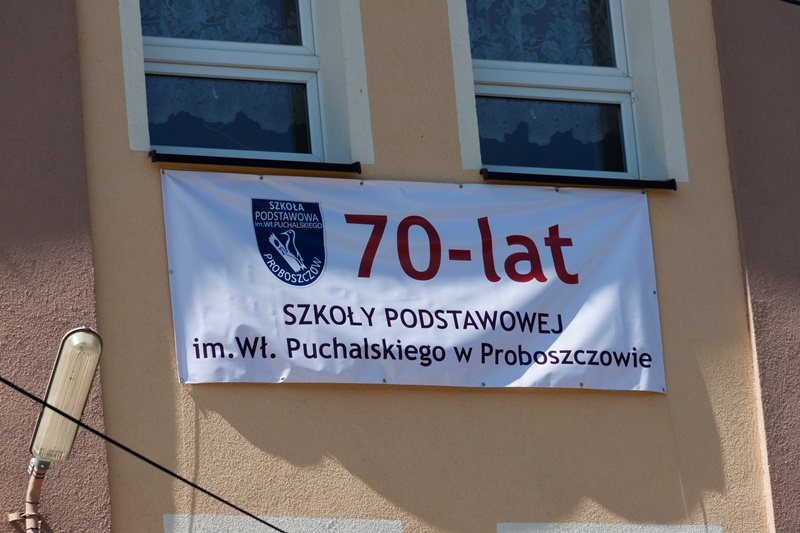 SZKOŁA
PODSTAWOWA
im.WŁ.PUCHALSKIEGO
PROBOSZCZÓW
70-lat
SZKOŁY PODSTAWOWEJ
im.Wł. Puchalskiego w Proboszczowie